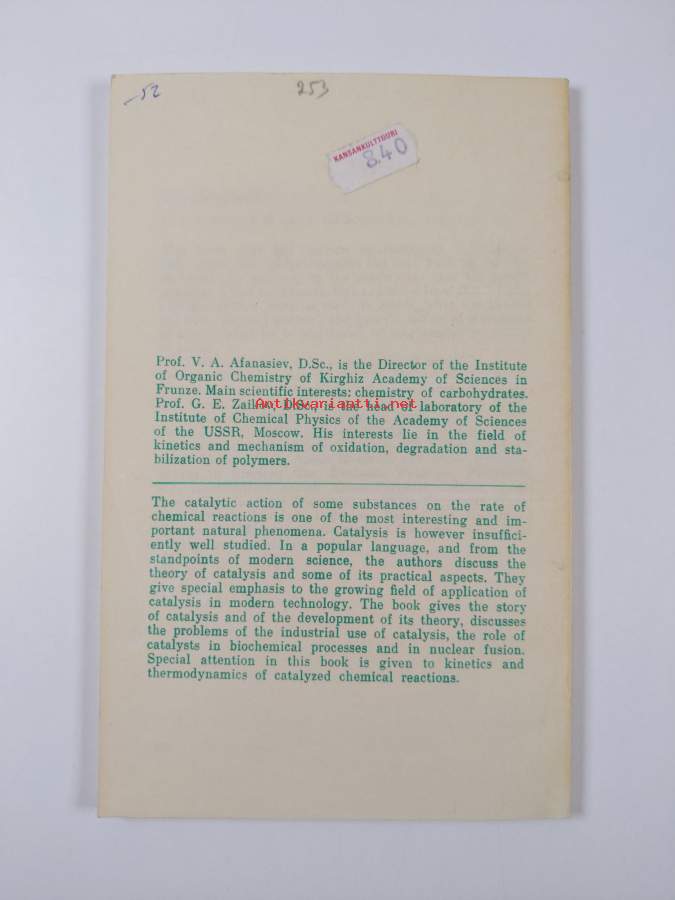 -52
253
KANSANKULTTUURI
8.40
Prof. V. A. Afanasiev, D.Sc., is the Director of the Institute
of Organic Chemistry of Kirghiz Academy of Sciences in
Frunze. Main scientific interests: chemistry of carbohydrates.
Prof. G. E. Zaikov, D.Sc., is the head of laboratory of the
Antikvariantti.net
Institute of Chemical Physics of the Academy of Sciences
of the USSR, Moscow. His interests lie in the field of
kinetics and mechanism of oxidation, degradation and sta-
bilization of polymers.
The catalytic action of some substances on the rate of
chemical reactions is one of the most interesting and im-
portant natural phenomena. Catalysis is however insuffici-
ently well studied. In a popular language, and from the
standpoints of modern science, the authors discuss the
theory of catalysis and some of its practical aspects. They
give special emphasis to the growing field of application of
catalysis in modern technology. The book gives the story
of catalysis and of the development of its theory, discusses
the problems of the industrial use of catalysis, the role of
catalysts in biochemical processes and in nuclear fusion.
Special attention in this book is given to kinetics and
thermodynamics of catalyzed chemical reactions.